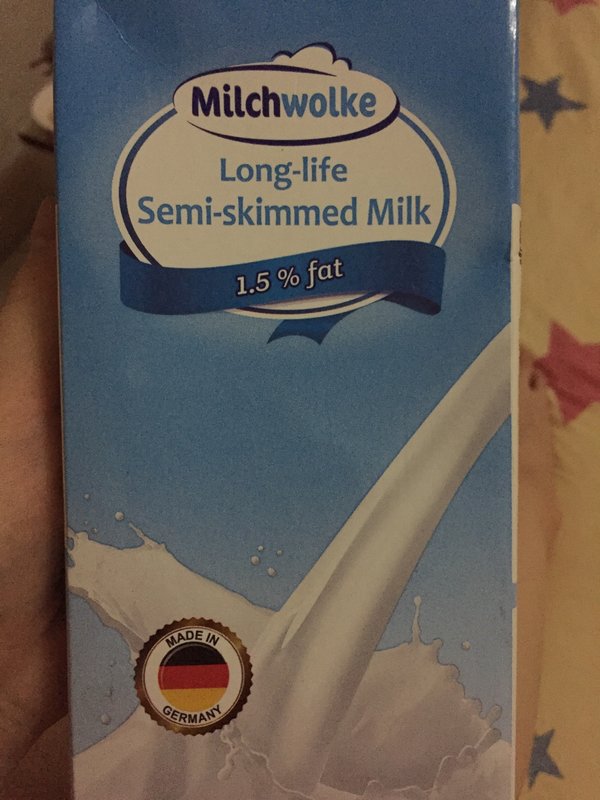 Milchwolke
Long-life
Semi-skimmed Milk
1.5 % fat
MADE IN
GERMANY